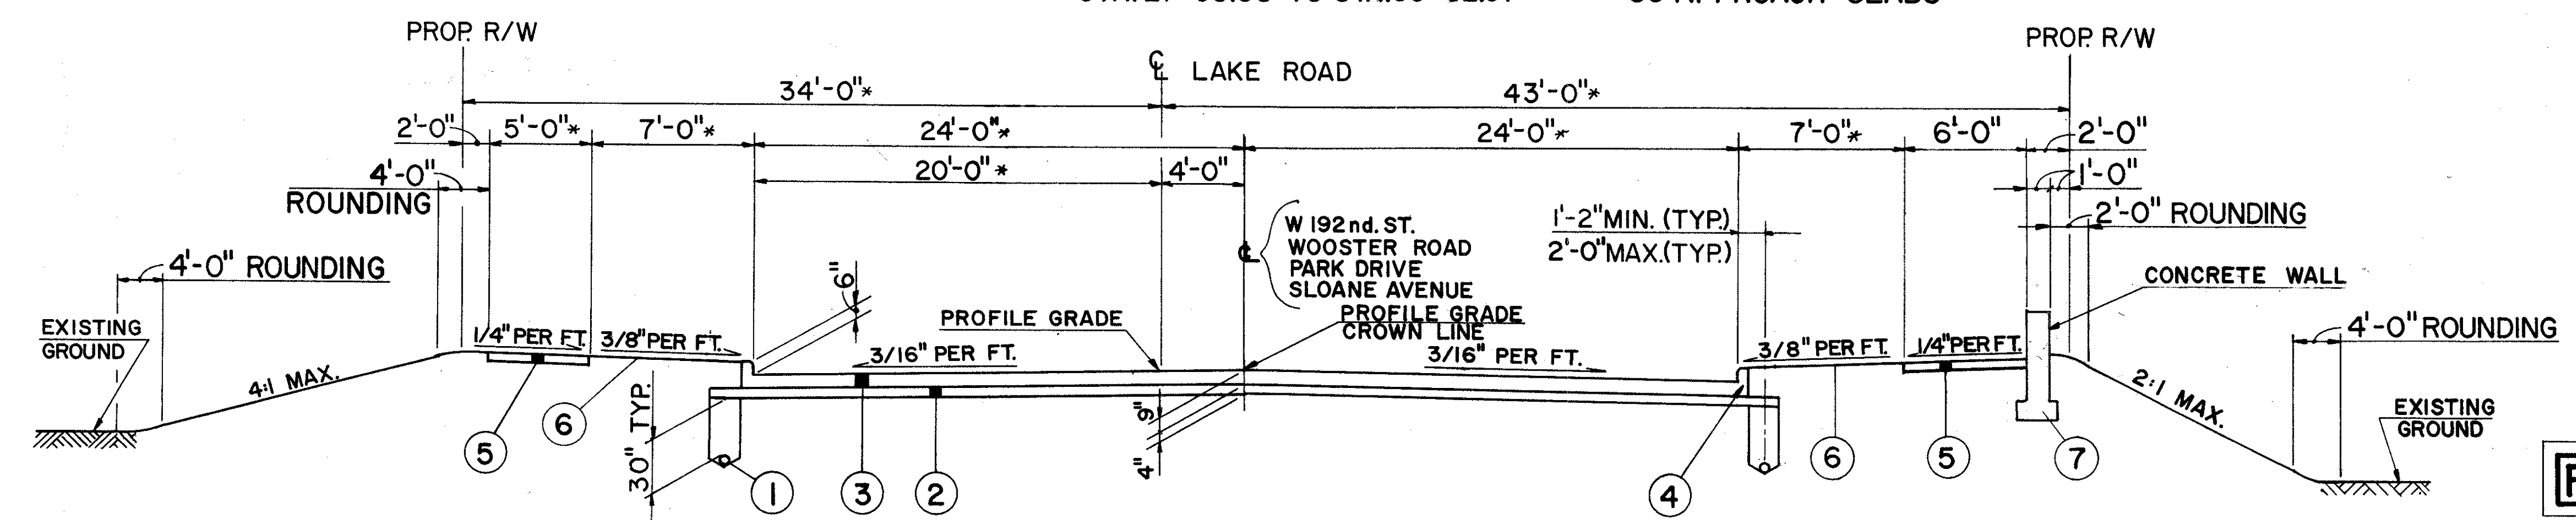 PROP. R/W
℄ LAKE ROAD
PROP. R/W
34'-0"*
43'-0"*
2'-0"
5'-0"*
7'-0"*
24'-0"*
24'-0"*
7'-0"*
6'-0"
2'-0"
4'-0"
ROUNDING
20'-0"*
4'-0"
1'-0"
4'-0" ROUNDING
6"
℄
W 192nd. ST.
WOOSTER ROAD
PARK DRIVE
SLOANE AVENUE
1'-2" MIN. (TYP.)
2'-0" MAX. (TYP.)
2'-0" ROUNDING
CONCRETE WALL
EXISTING
GROUND
1/4" PER FT.
3/8" PER FT.
PROFILE GRADE
PROFILE GRADE
CROWN LINE
3/16" PER FT.
3/16" PER FT.
3/8" PER FT.
1/4" PER FT.
4'-0" ROUNDING
4:1 MAX.
2:1 MAX.
30" TYP.
9"
4"
EXISTING
GROUND
5
6
1
3
2
4
6
5
7